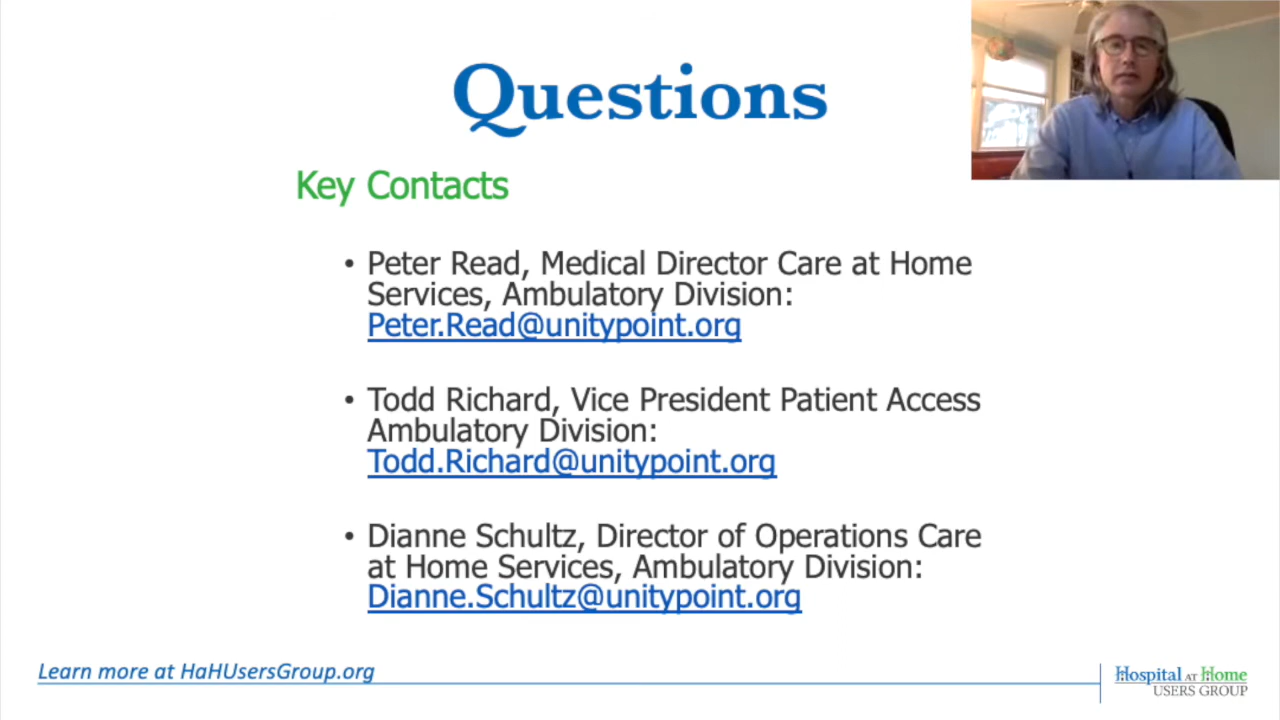 Questions
Key Contacts
• Peter Read, Medical Director Care at Home
Services, Ambulatory Division:
Peter.Read@unitypoint.org
• Todd Richard, Vice President Patient Access
Ambulatory Division:
Todd.Richard@unitypoint.org
• Dianne Schultz, Director of Operations Care
at Home Services, Ambulatory Division:
Dianne.Schultz@unitypoint.org
Learn more at HaHUsersGroup.org
Hospital AT Home
USERS GROUP